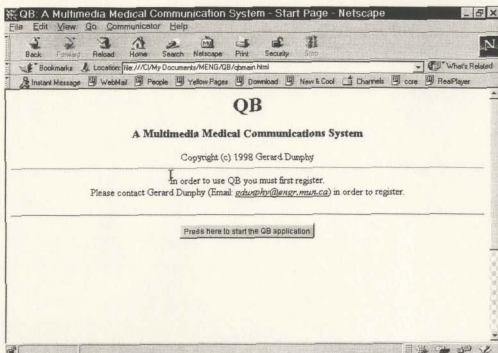 QB: A Multimedia Medical Communication System - Start Page - Netscape
File Edit View Go Communicator Help
Back Forward Reload Home Search Netscape Print Security Stop
Bookmarks Location: file:///C|/My Documents/MENG/QB/qbmain.html What's Related
Instant Message WebMail People Yellow Pages Download New & Cool Channels core RealPlayer
QB
A Multimedia Medical Communications System
Copyright (c) 1998 Gerard Dunphy
In order to use QB you must first register.
Please contact Gerard Dunphy (Email: gdunphy@engr.mun.ca) in order to register.
Press here to start the QB application